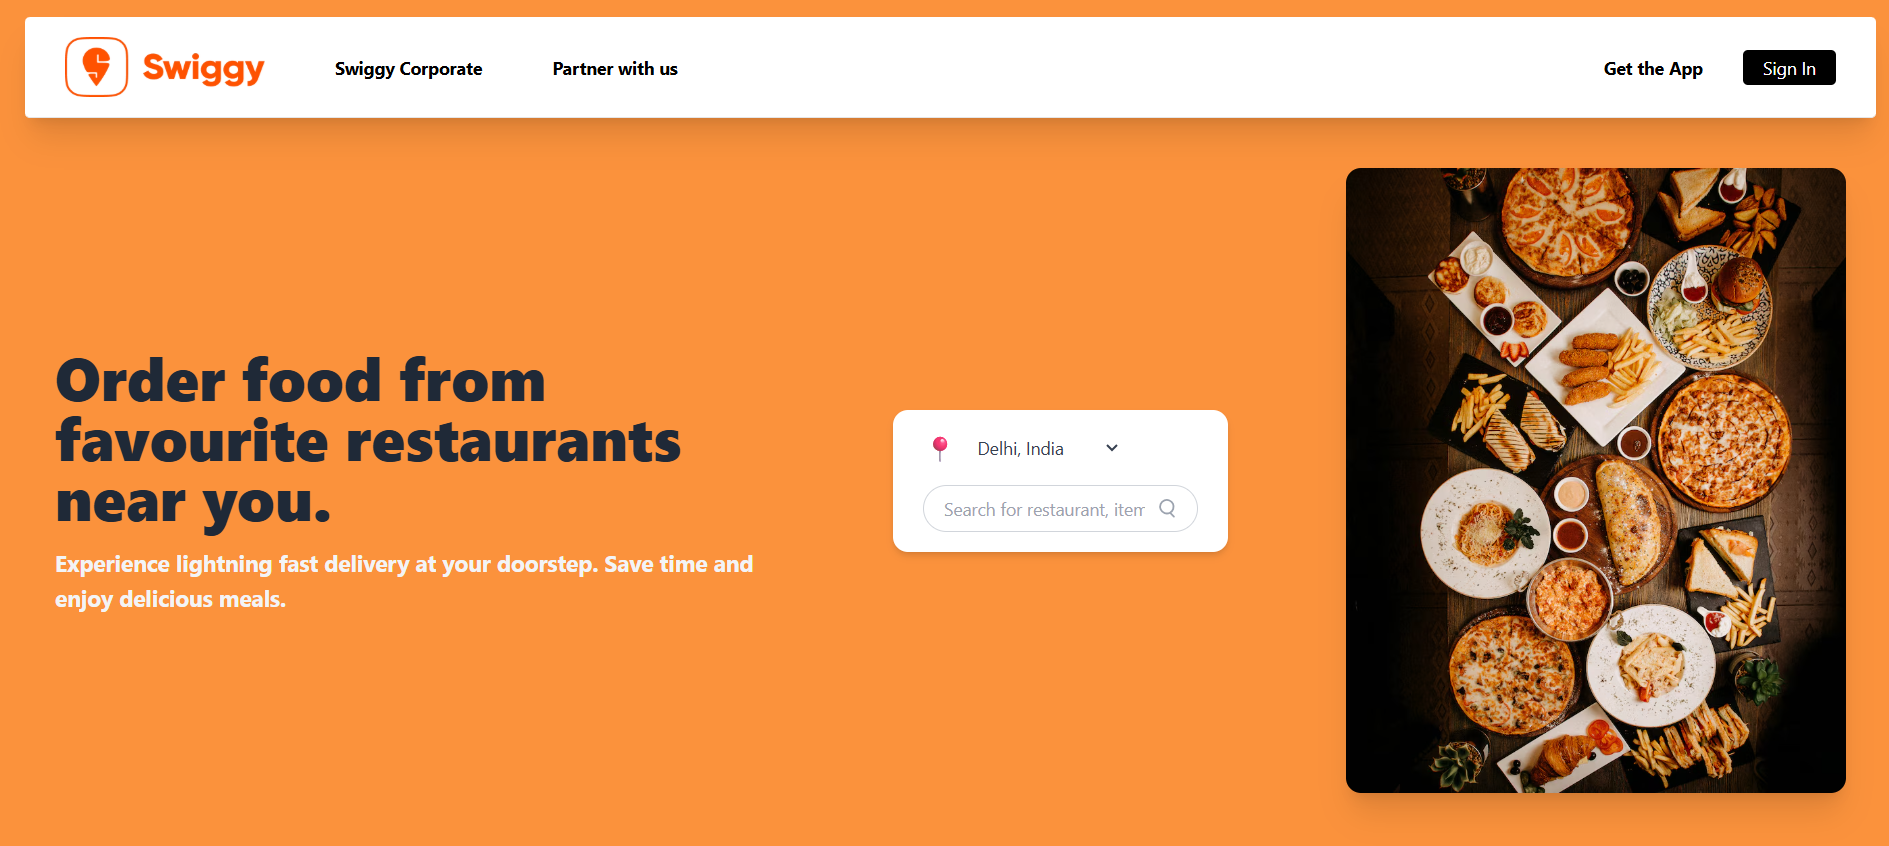 Swiggy
Swiggy Corporate
Partner with us
Get the App
Sign In
Order food from
favourite restaurants
near you.
Experience lightning fast delivery at your doorstep. Save time and
enjoy delicious meals.
Delhi, India
Search for restaurant, item